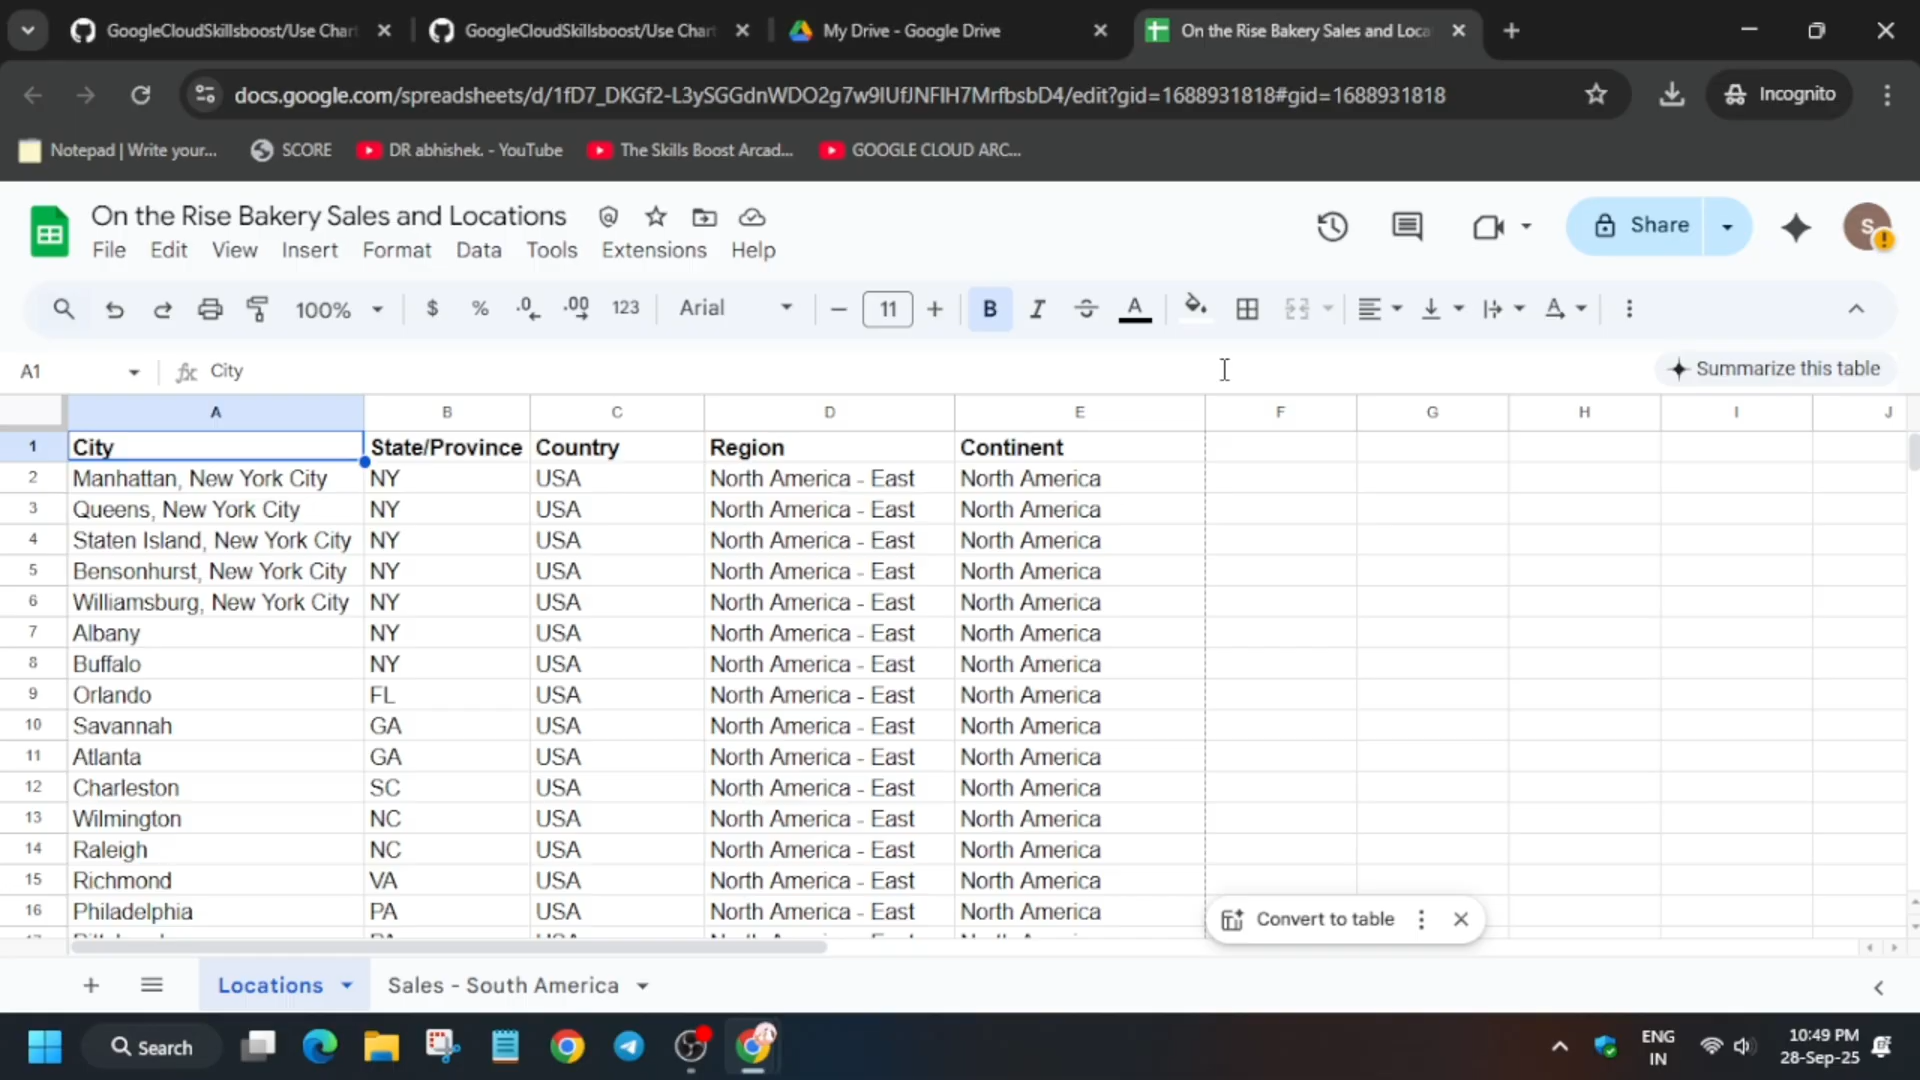 GoogleCloudSkillsboost/Use Chart
GoogleCloudSkillsboost/Use Chart
My Drive - Google Drive
On the Rise Bakery Sales and Loca
docs.google.com/spreadsheets/d/1fD7_DKGf2-L3ySGGdnWDO2g7w9IUfJNFIH7MrfbsbD4/edit?gid=1688931818#gid=1688931818
Incognito
Notepad | Write your...
SCORE
DR abhishek. - YouTube
The Skills Boost Arcad...
GOOGLE CLOUD ARC...
On the Rise Bakery Sales and Locations
File Edit View Insert Format Data Tools Extensions Help
Share
S
100% $ % .0 .00 123 Arial 11 B I A
A1 City
Summarize this table
A B C D E F G H I J
1 City State/Province Country Region Continent
2 Manhattan, New York City NY USA North America - East North America
3 Queens, New York City NY USA North America - East North America
4 Staten Island, New York City NY USA North America - East North America
5 Bensonhurst, New York City NY USA North America - East North America
6 Williamsburg, New York City NY USA North America - East North America
7 Albany NY USA North America - East North America
8 Buffalo NY USA North America - East North America
9 Orlando FL USA North America - East North America
10 Savannah GA USA North America - East North America
11 Atlanta GA USA North America - East North America
12 Charleston SC USA North America - East North America
13 Wilmington NC USA North America - East North America
14 Raleigh NC USA North America - East North America
15 Richmond VA USA North America - East North America
16 Philadelphia PA USA North America - East North America
Convert to table
Locations
Sales - South America
Search
ENG
IN
10:49 PM
28-Sep-25